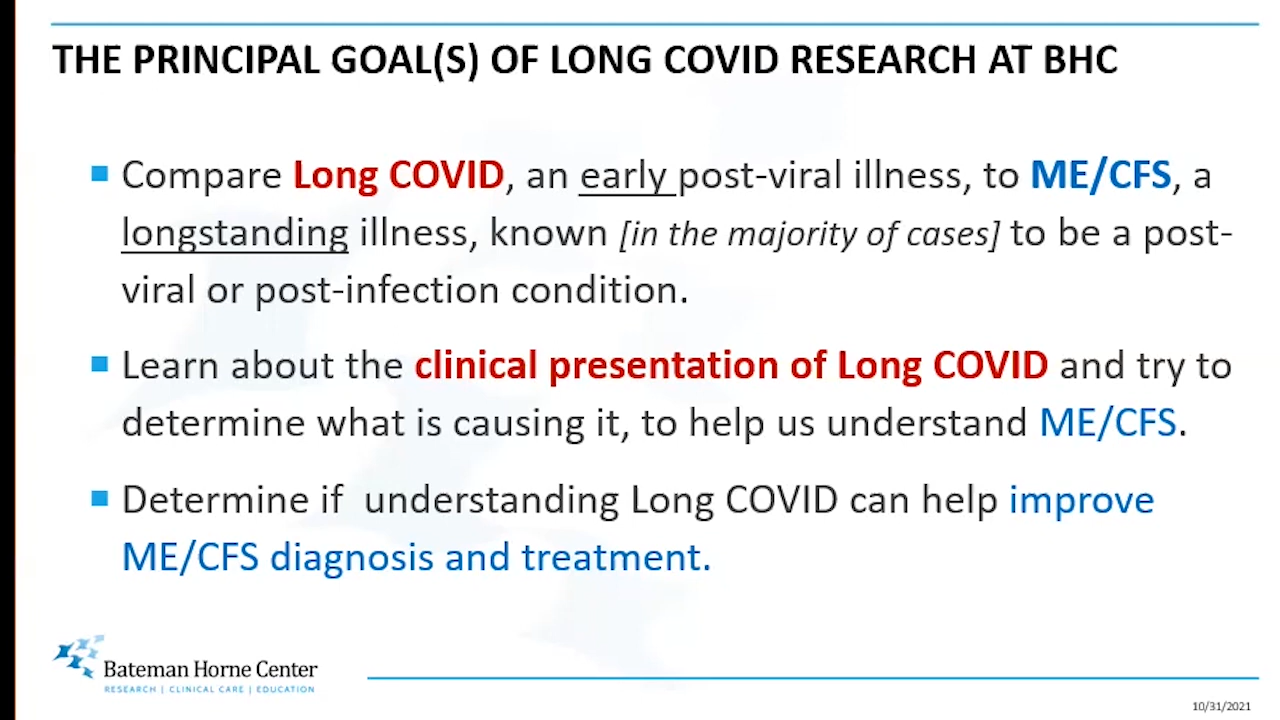 THE PRINCIPAL GOAL(S) OF LONG COVID RESEARCH AT BHC
Compare Long COVID, an early post-viral illness, to ME/CFS, a
longstanding illness, known [in the majority of cases] to be a post-
viral or post-infection condition.
Learn about the clinical presentation of Long COVID and try to
determine what is causing it, to help us understand ME/CFS.
Determine if  understanding Long COVID can help improve
ME/CFS diagnosis and treatment.
Bateman Horne Center
RESEARCH | CLINICAL CARE | EDUCATION
10/31/2021